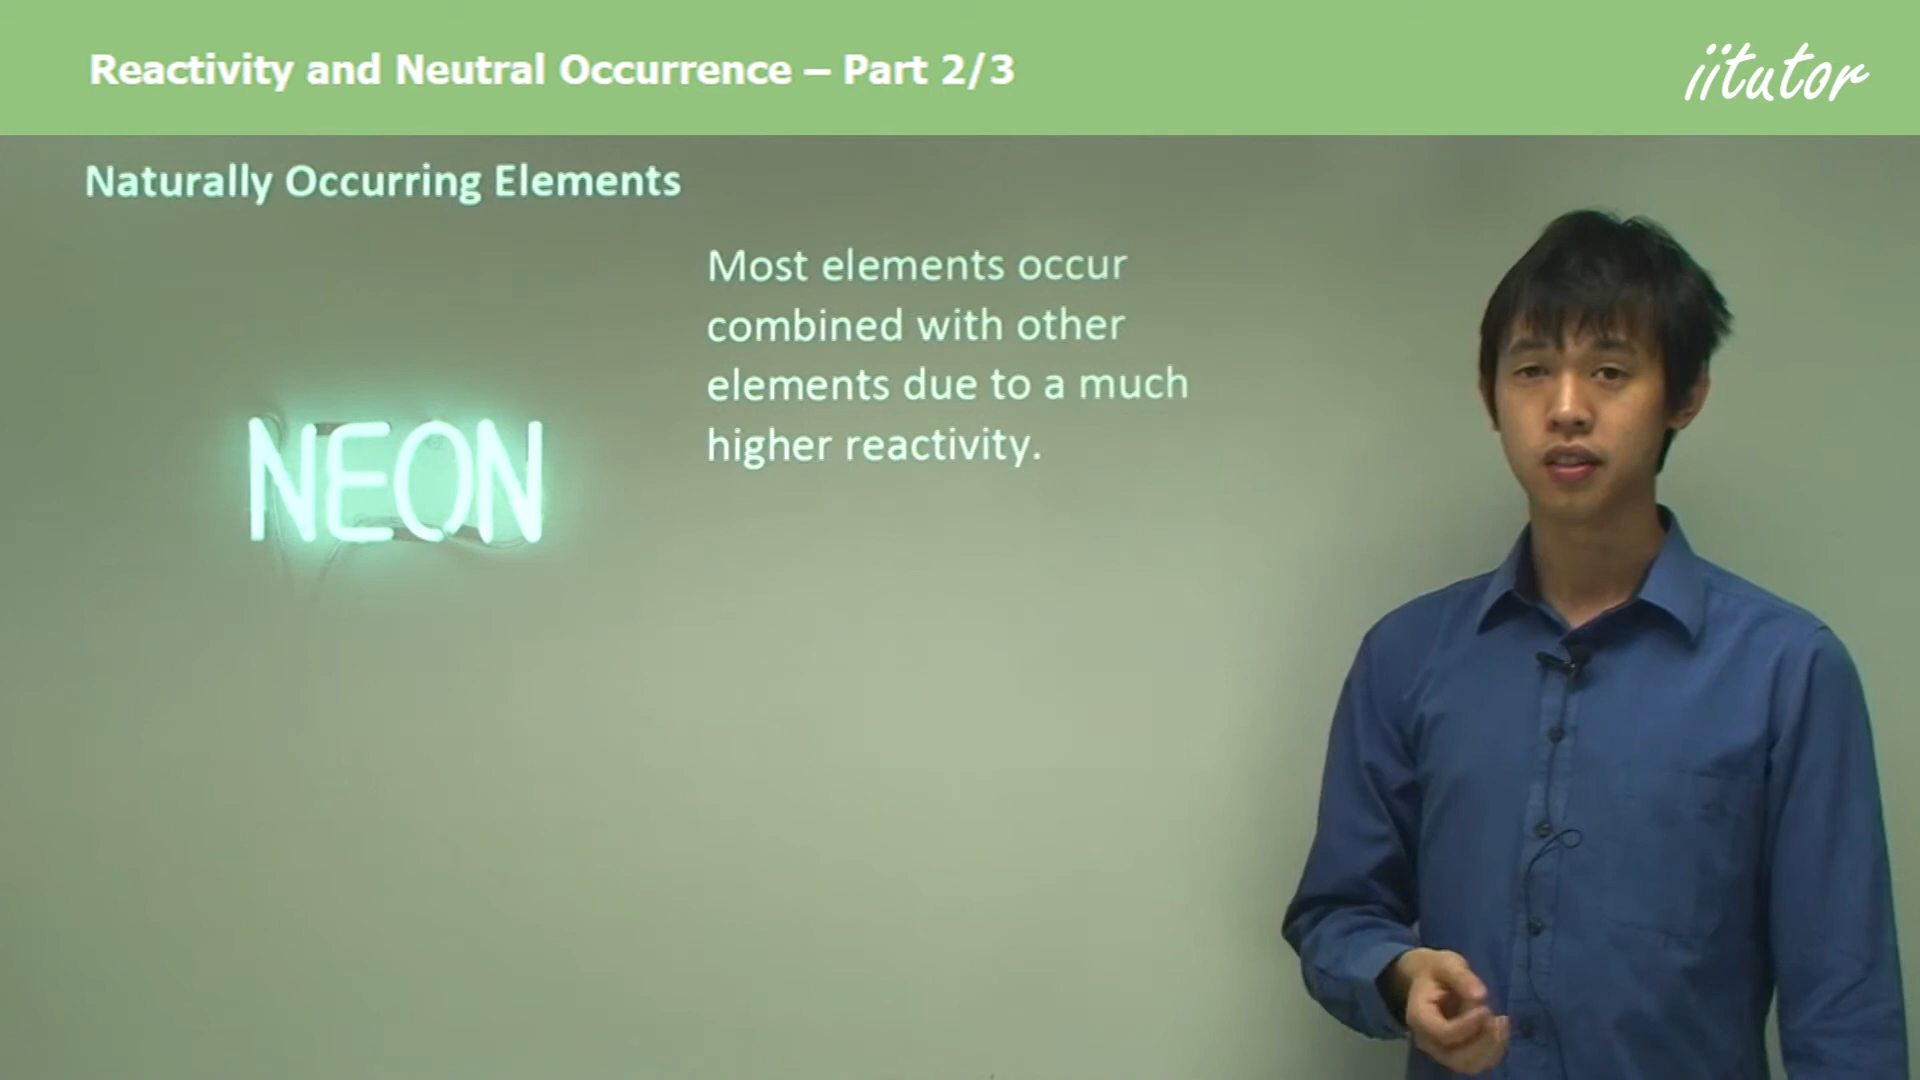 Reactivity and Neutral Occurrence – Part 2/3
iitutor
Naturally Occurring Elements
Most elements occur
combined with other
elements due to a much
higher reactivity.
NEON